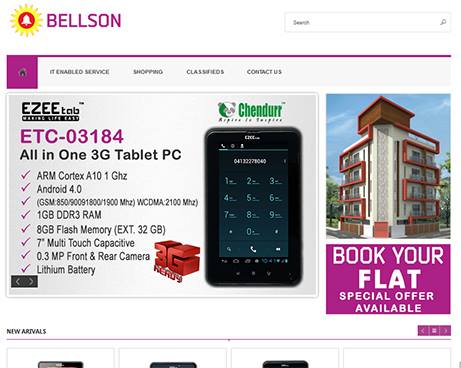 BELLSON
Search here...
IT ENABLED SERVICE SHOPPING CLASSIFIEDS CONTACT US
EZEEtab™
MAKING LIFE EASY
Chendurr™
Aspire to Inspire
ETC-03184
All in One 3G Tablet PC
✓ ARM Cortex A10 1 Ghz
✓ Android 4.0
(GSM:850/90091800/1900 Mhz) WCDMA:2100 Mhz)
✓ 1GB DDR3 RAM
✓ 8GB Flash Memory (EXT. 32 GB)
✓ 7" Multi Touch Capacitive
✓ 0.3 MP Front & Rear Camera
✓ Lithium Battery
3G
READY
EZEEtab
04132278040
1
2
3
4
5
6
7
8
9
*
0
#
BOOK YOUR
FLAT
SPECIAL OFFER
AVAILABLE
NEW ARIVALS